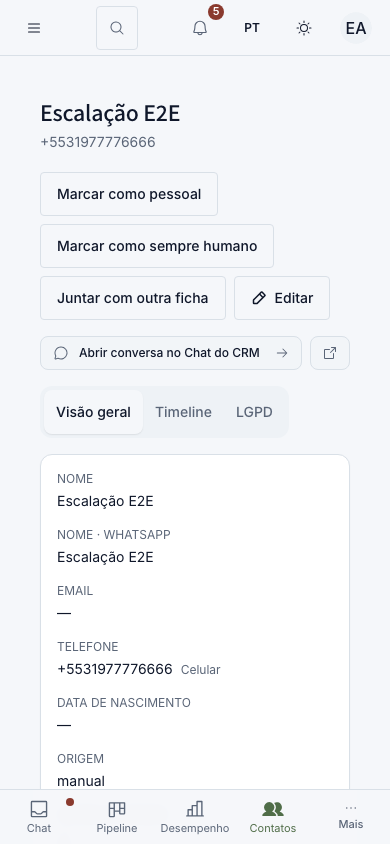 5
PT
EA
Escalação E2E
+5531977776666
Marcar como pessoal
Marcar como sempre humano
Juntar com outra ficha
Editar
Abrir conversa no Chat do CRM
Visão geral
Timeline
LGPD
NOME
Escalação E2E
NOME · WHATSAPP
Escalação E2E
EMAIL
—
TELEFONE
+5531977776666 Celular
DATA DE NASCIMENTO
—
ORIGEM
manual
Chat
Pipeline
Desempenho
Contatos
Mais